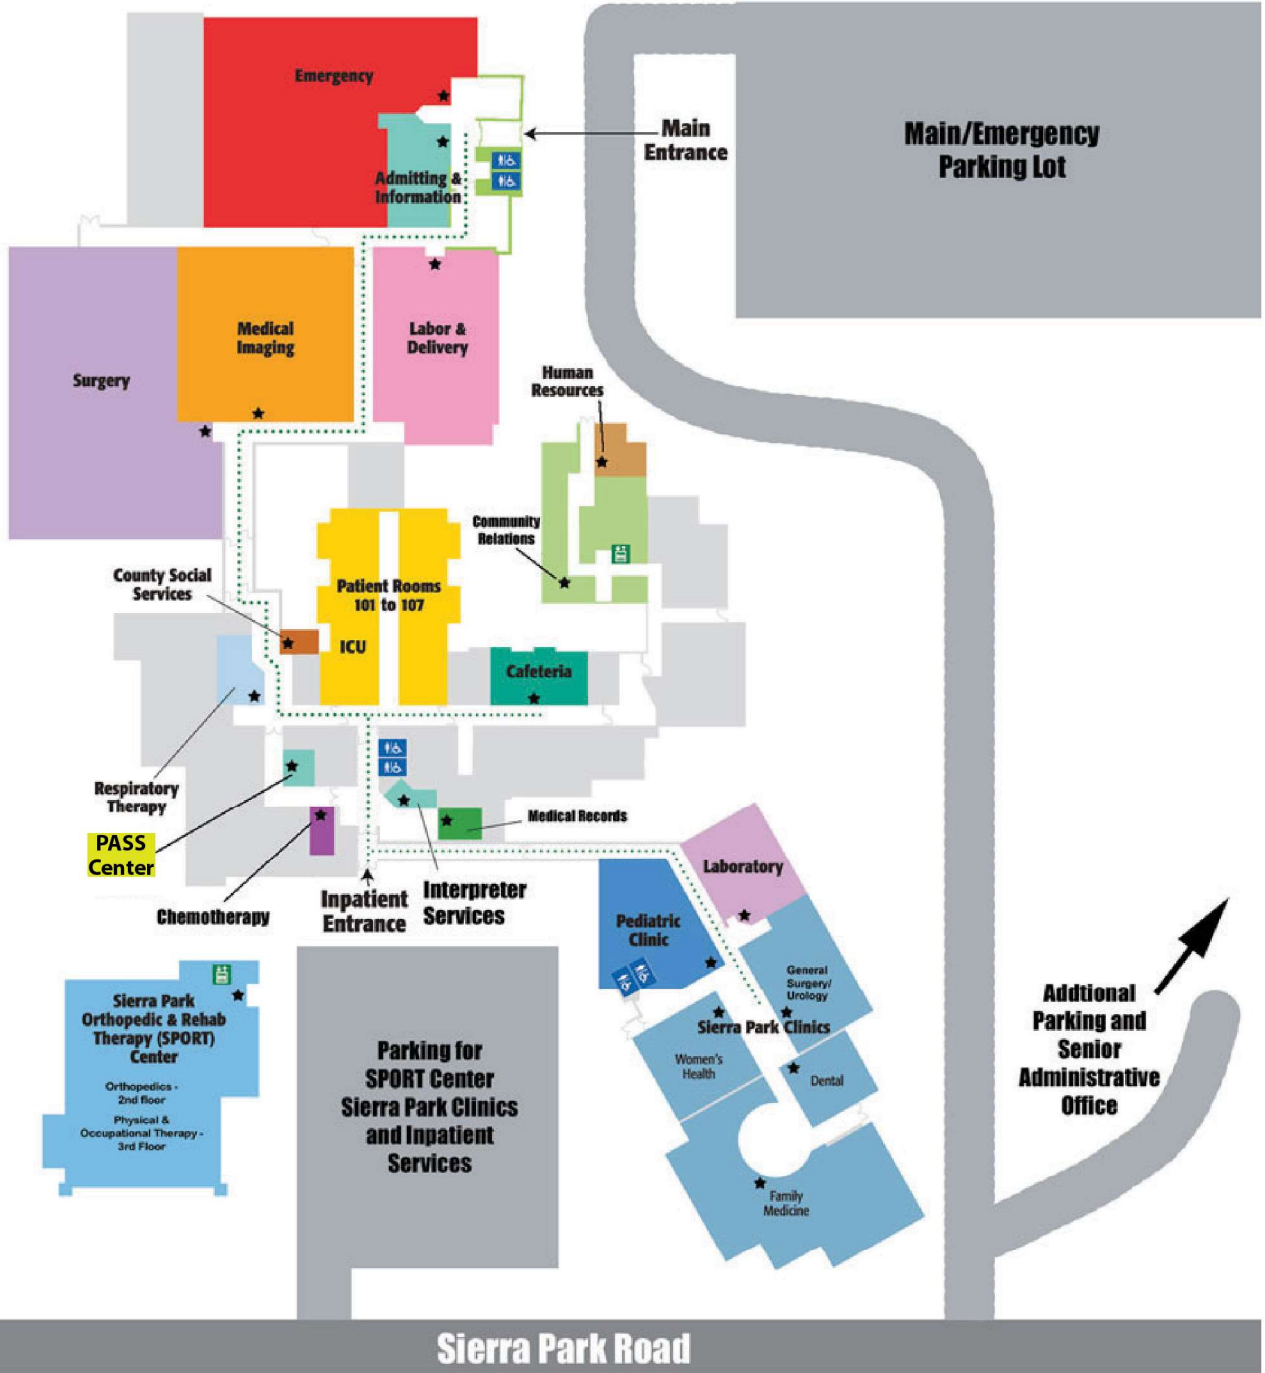 Emergency
Main
Entrance
Main/Emergency
Parking Lot
Admitting &
Information
Surgery
Medical
Imaging
Labor &
Delivery
Human
Resources
Community
Relations
County Social
Services
Patient Rooms
101 to 107
ICU
Cafeteria
Respiratory
Therapy
PASS
Center
Chemotherapy
Medical Records
Inpatient
Entrance
Interpreter
Services
Laboratory
Pediatric
Clinic
General
Surgery/
Urology
Sierra Park Clinics
Women's
Health
Dental
Family
Medicine
Sierra Park
Orthopedic & Rehab
Therapy (SPORT)
Center
Orthopedics -
2nd floor
Physical &
Occupational Therapy -
3rd Floor
Parking for
SPORT Center
Sierra Park Clinics
and Inpatient
Services
Addtional
Parking and
Senior
Administrative
Office
Sierra Park Road